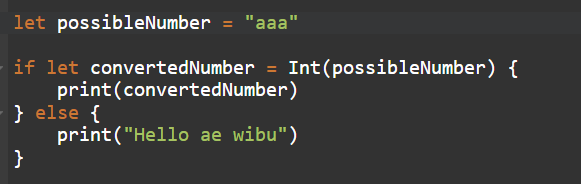 let possibleNumber = "aaa"
if let convertedNumber = Int(possibleNumber) {
print(convertedNumber)
} else {
print("Hello ae wibu")
}